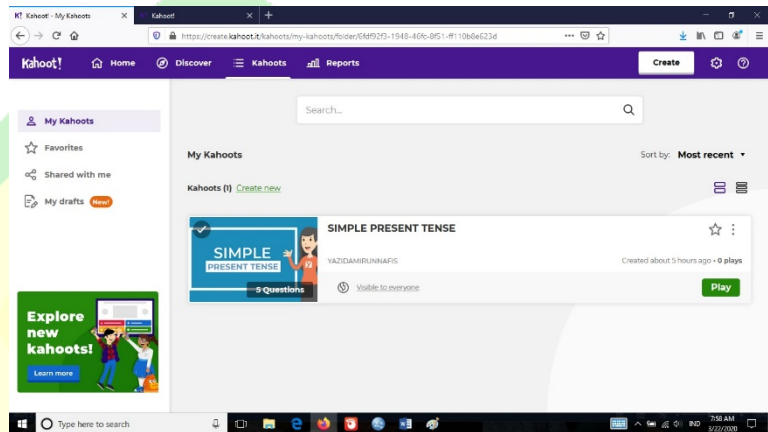 K! Kahoot! - My Kahoots
Kahoot!
https://create.kahoot.it/kahoots/my-kahoots/folder/6fdf92f3-1948-46fc-8f51-ff110b8e623d
Kahoot! Home Discover Kahoots Reports Create
Search...
My Kahoots
Favorites
Shared with me
My drafts New!
My Kahoots
Sort by: Most recent
Kahoots (1) Create new
SIMPLE
PRESENT TENSE
5 Questions
SIMPLE PRESENT TENSE
YAZIDAMIRUNNAFIS
Created about 5 hours ago • 0 plays
Visible to everyone
Play
Explore
new
kahoots!
Learn more
Type here to search
IND
7:58 AM
3/22/2020